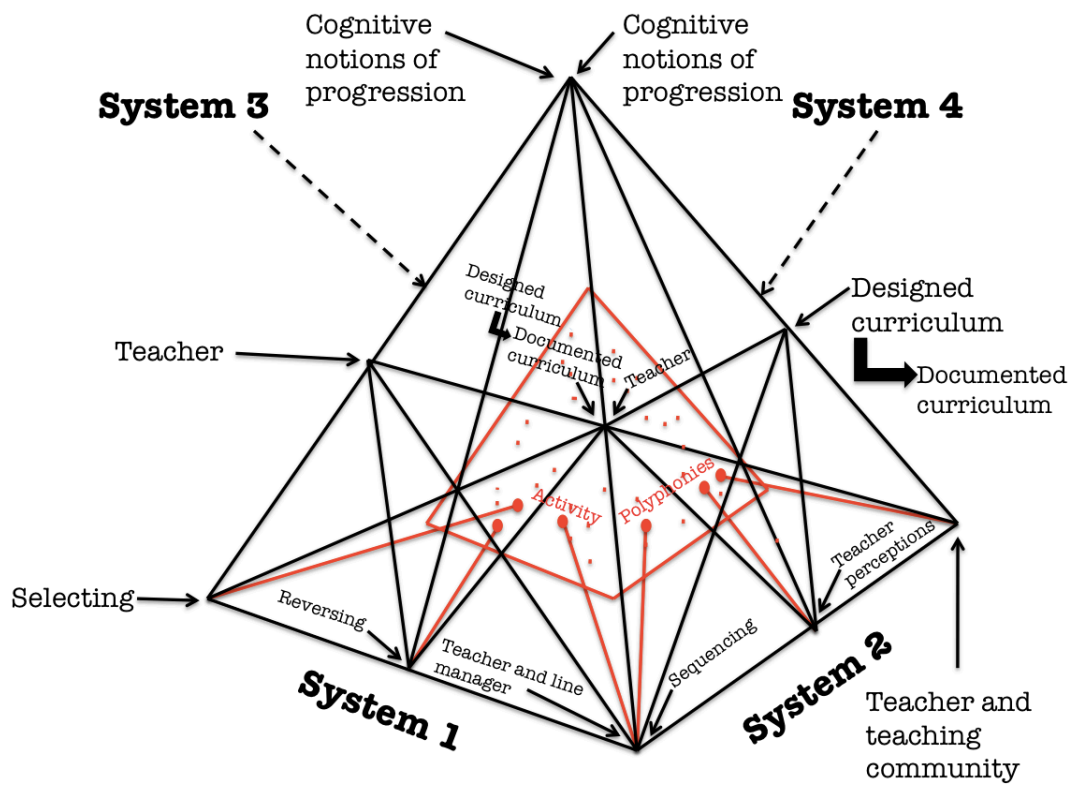 Cognitive
notions of
progression
Cognitive
notions of
progression
System 3
System 4
Designed
curriculum
Documented
curriculum
Teacher
Designed
curriculum
Documented
curriculum
Teacher
Activity
Polyphonies
Selecting
Reversing
Teacher and line
manager
Sequencing
Teacher
perceptions
System 1
System 2
Teacher and
teaching
community